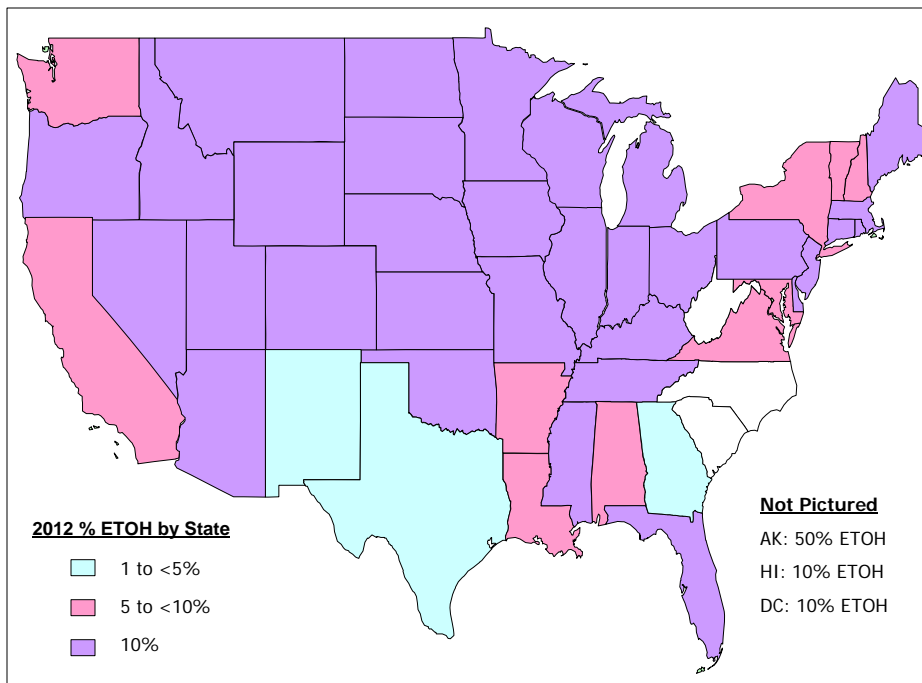 2012 % ETOH by State
1 to <5%
5 to <10%
10%
Not Pictured
AK: 50% ETOH
HI: 10% ETOH
DC: 10% ETOH